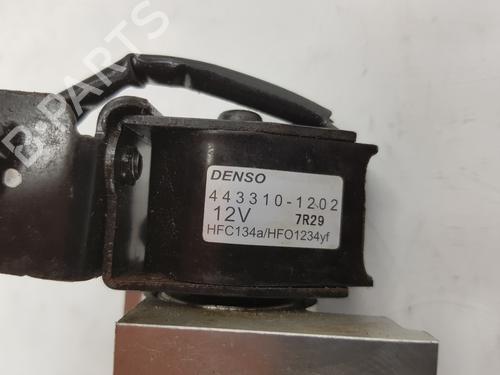 B-PARTS
DENSO
443310-1202
12V 7R29
HFC134a/HFO1234yf